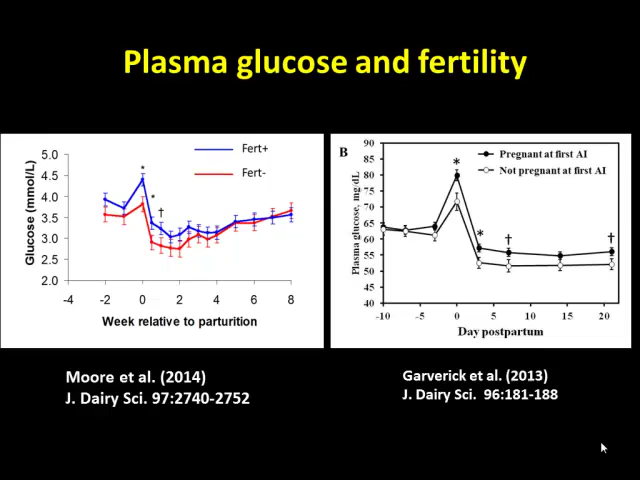 Plasma glucose and fertility
Glucose (mmol/L)
5.0
4.5
4.0
3.5
3.0
2.5
2.0
-4
-2
0
2
4
6
8
Week relative to parturition
Fert+
Fert-
*
*
†
B
Plasma glucose, mg/dL
90
85
80
75
70
65
60
55
50
45
40
-10
-5
0
5
10
15
20
Day postpartum
Pregnant at first AI
Not pregnant at first AI
*
*
†
†
Moore et al. (2014)
J. Dairy Sci. 97:2740-2752
Garverick et al. (2013)
J. Dairy Sci.  96:181-188